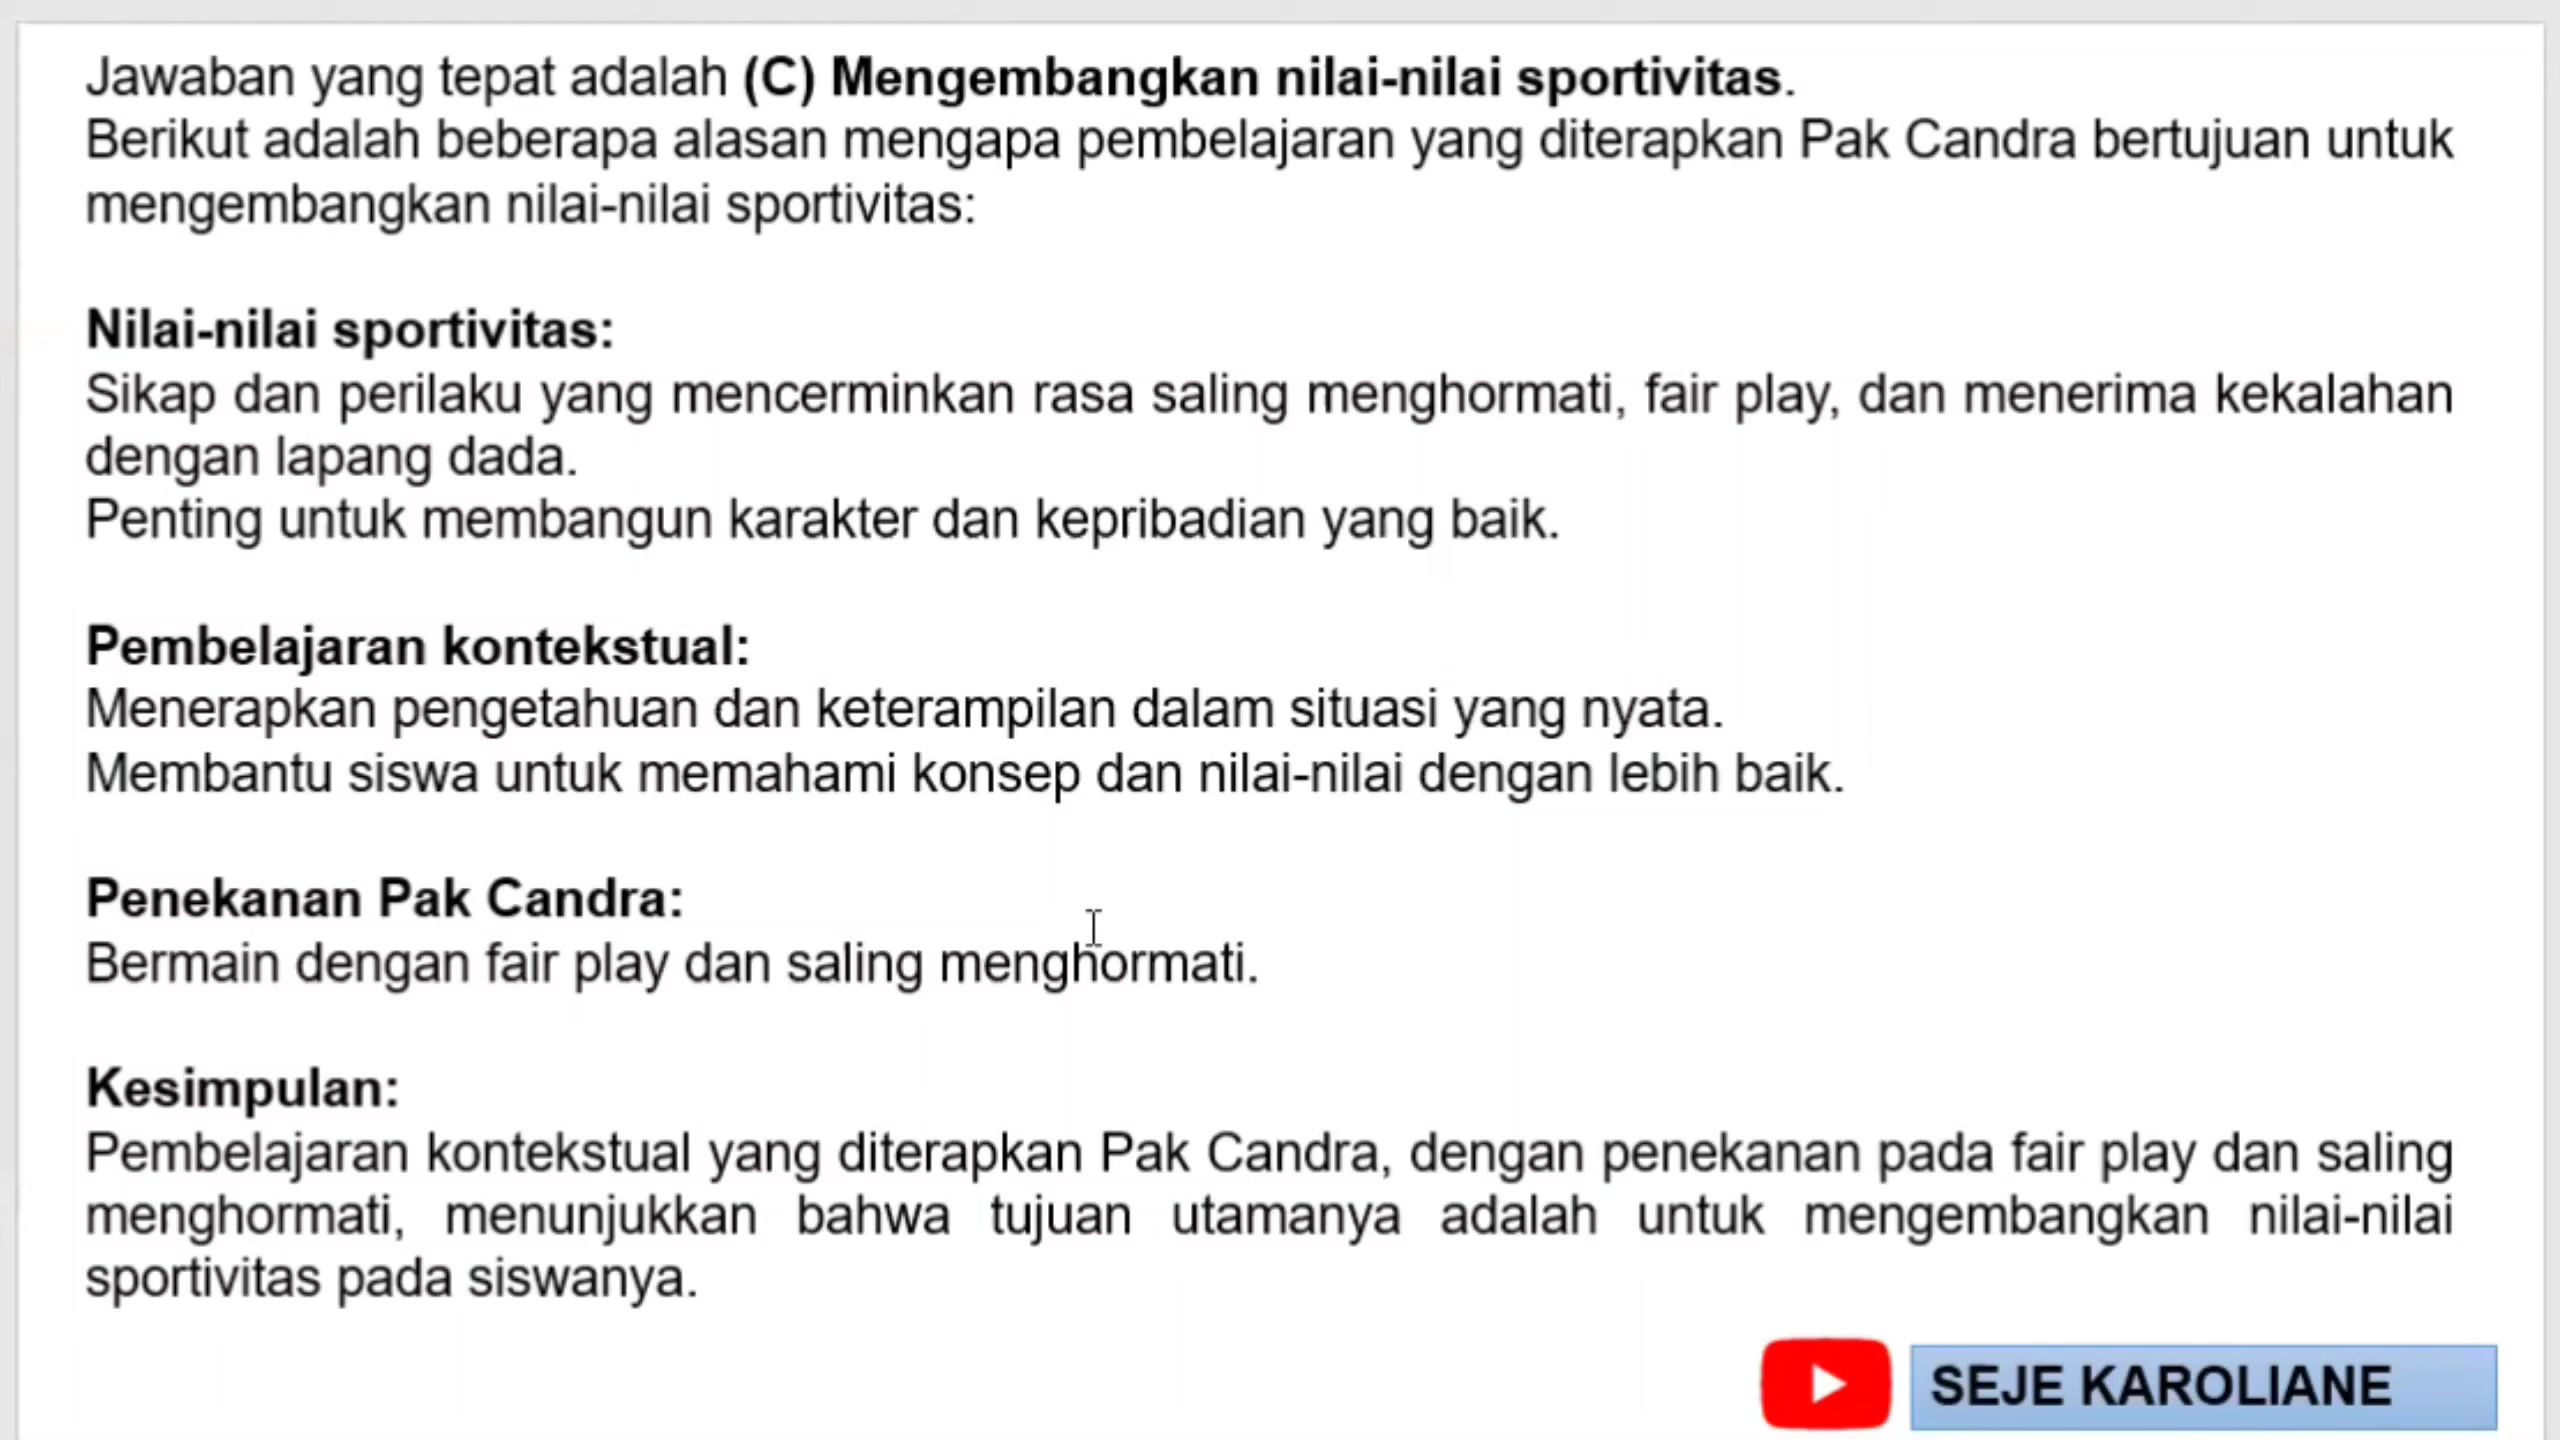 Jawaban yang tepat adalah (C) Mengembangkan nilai-nilai sportivitas.
Berikut adalah beberapa alasan mengapa pembelajaran yang diterapkan Pak Candra bertujuan untuk
mengembangkan nilai-nilai sportivitas:
Nilai-nilai sportivitas:
Sikap dan perilaku yang mencerminkan rasa saling menghormati, fair play, dan menerima kekalahan
dengan lapang dada.
Penting untuk membangun karakter dan kepribadian yang baik.
Pembelajaran kontekstual:
Menerapkan pengetahuan dan keterampilan dalam situasi yang nyata.
Membantu siswa untuk memahami konsep dan nilai-nilai dengan lebih baik.
Penekanan Pak Candra:
Bermain dengan fair play dan saling menghormati.
Kesimpulan:
Pembelajaran kontekstual yang diterapkan Pak Candra, dengan penekanan pada fair play dan saling
menghormati, menunjukkan bahwa tujuan utamanya adalah untuk mengembangkan nilai-nilai
sportivitas pada siswanya.
SEJE KAROLIANE